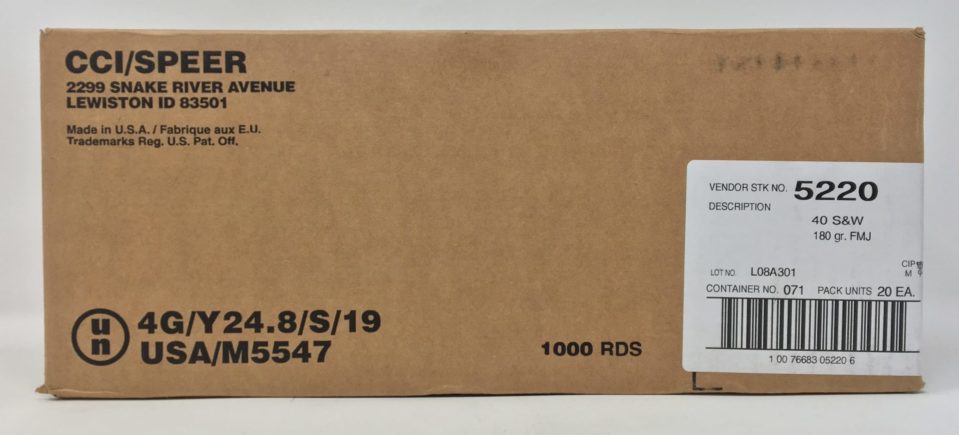 CCI/SPEER
2299 SNAKE RIVER AVENUE
LEWISTON ID 83501
Made in U.S.A. / Fabrique aux E.U.
Trademarks Reg. U.S. Pat. Off.
un
4G/Y24.8/S/19
USA/M5547
1000 RDS
VENDOR STK NO. 5220
DESCRIPTION
40 S&W
180 gr. FMJ
LOT NO. L08A301
CIP
M
CONTAINER NO. 071 PACK UNITS 20 EA.
1 00 76683 05220 6